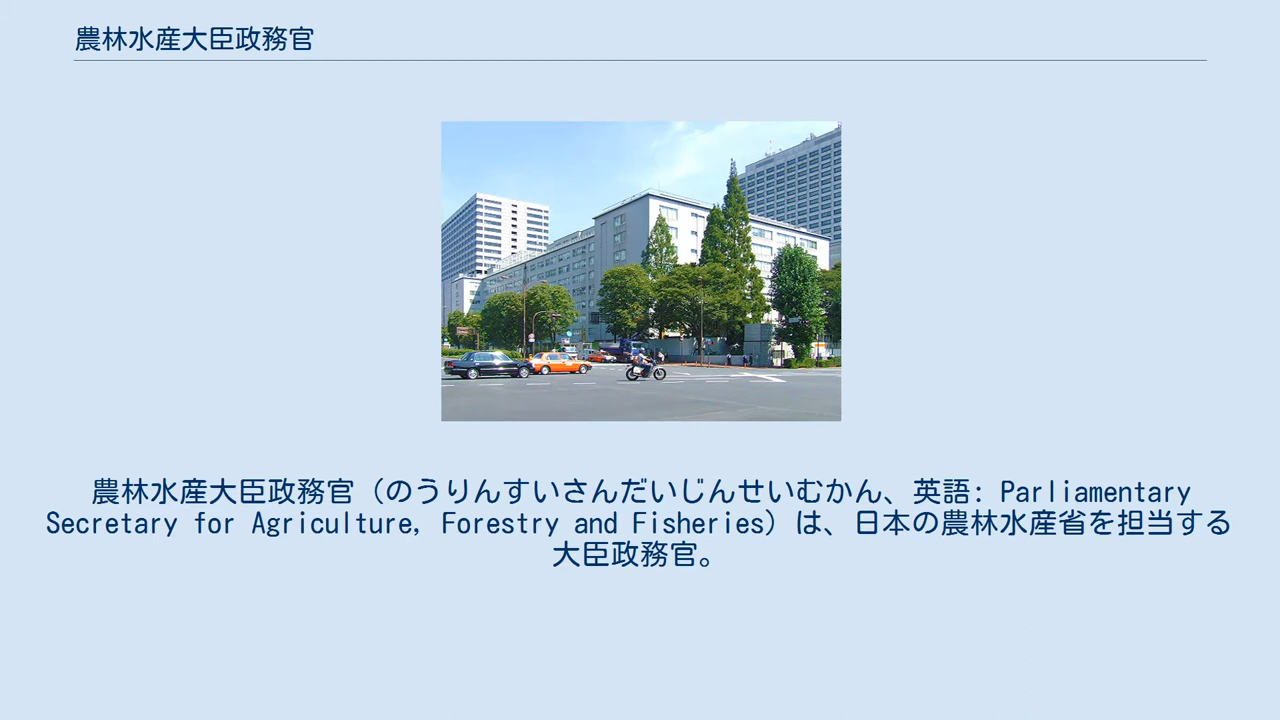 農林水産大臣政務官
農林水産大臣政務官（のうりんすいさんだいじんせいむかん、英語: Parliamentary
Secretary for Agriculture, Forestry and Fisheries）は、日本の農林水産省を担当する
大臣政務官。